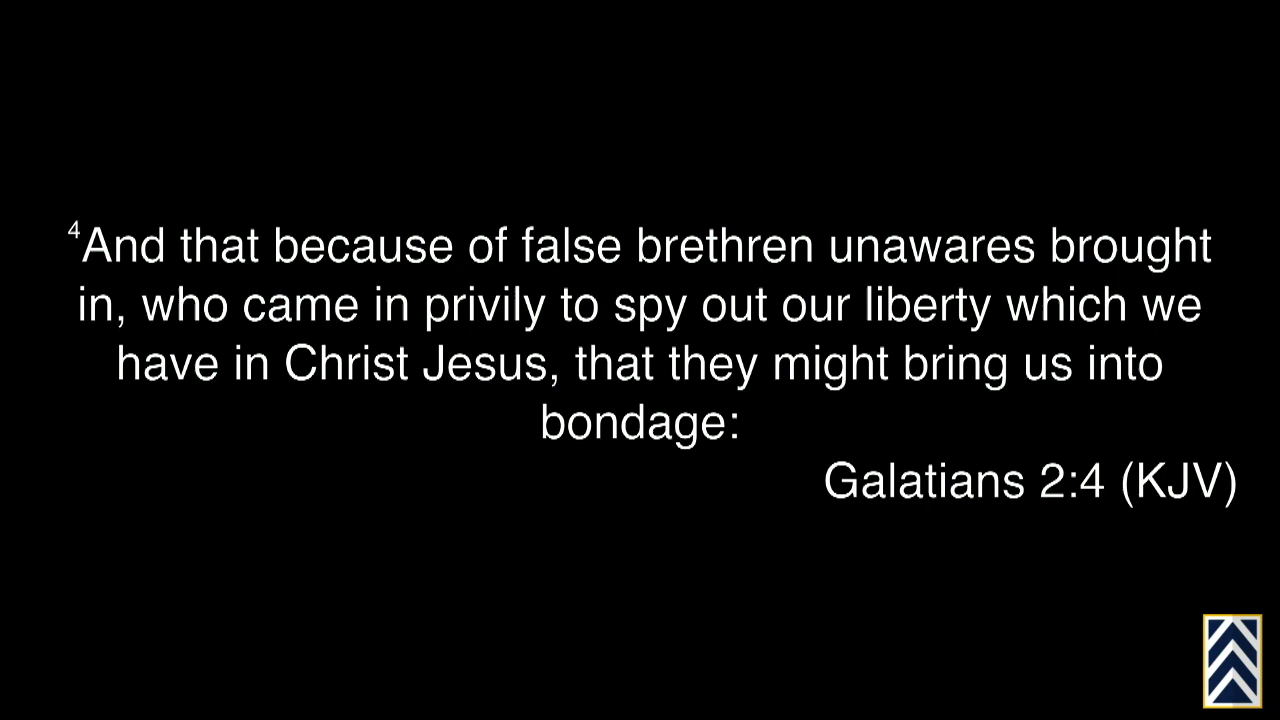 ⁴And that because of false brethren unawares brought
in, who came in privily to spy out our liberty which we
have in Christ Jesus, that they might bring us into
bondage:
Galatians 2:4 (KJV)